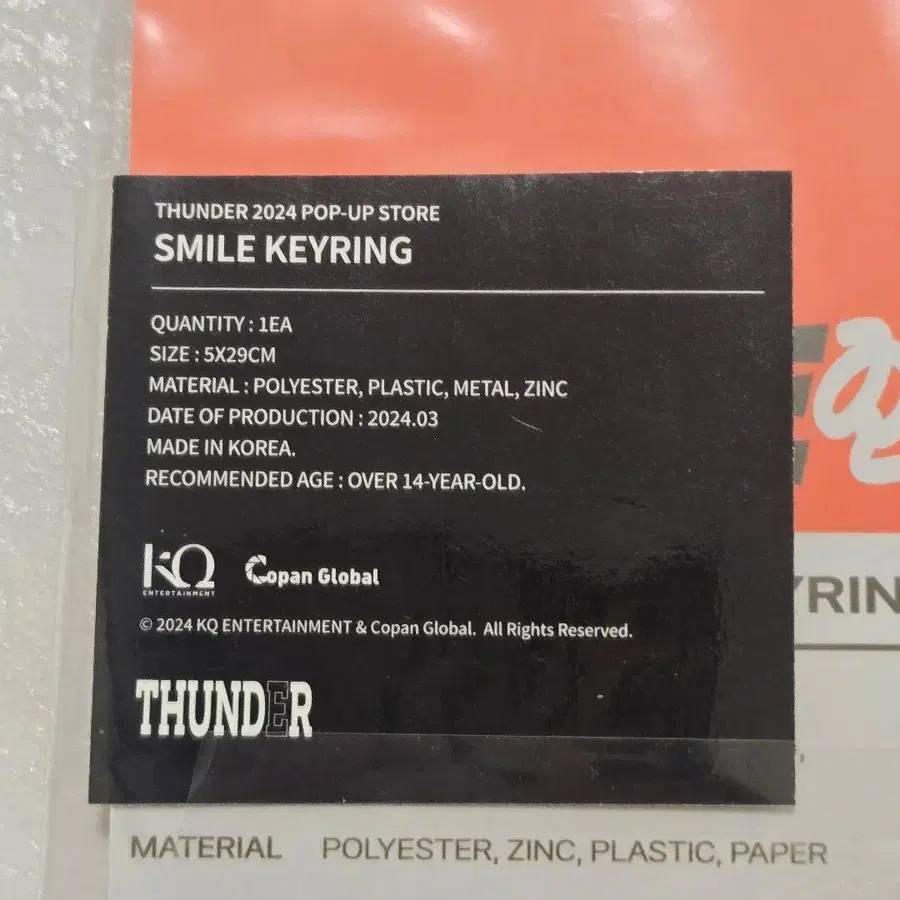 THUNDER 2024 POP-UP STORE
SMILE KEYRING
QUANTITY : 1EA
SIZE : 5X29CM
MATERIAL : POLYESTER, PLASTIC, METAL, ZINC
DATE OF PRODUCTION : 2024.03
MADE IN KOREA.
RECOMMENDED AGE : OVER 14-YEAR-OLD.
KQ
ENTERTAINMENT
Copan Global
© 2024 KQ ENTERTAINMENT & Copan Global. All Rights Reserved.
THUNDER
YRIN
MATERIAL POLYESTER, ZINC, PLASTIC, PAPER